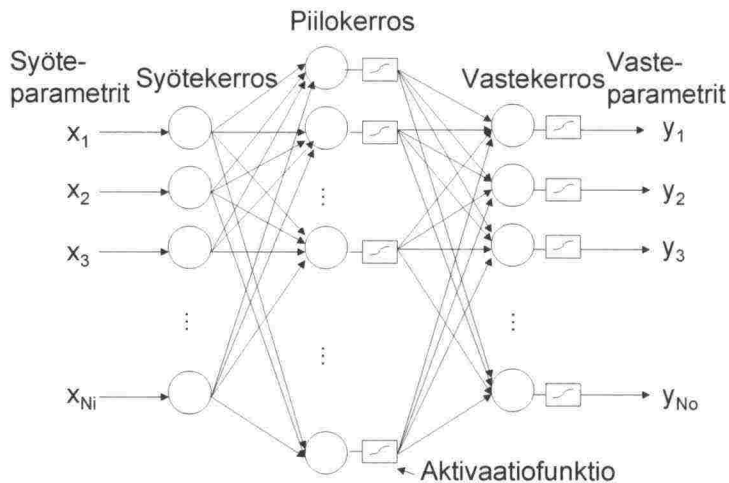 Piilokerros
Syöte-
parametrit
Syötekerros
Vastekerros
Vaste-
parametrit
x1
x2
x3
⋮
xNi
⋮
⋮
⋮
y1
y2
y3
yNo
Aktivaatiofunktio